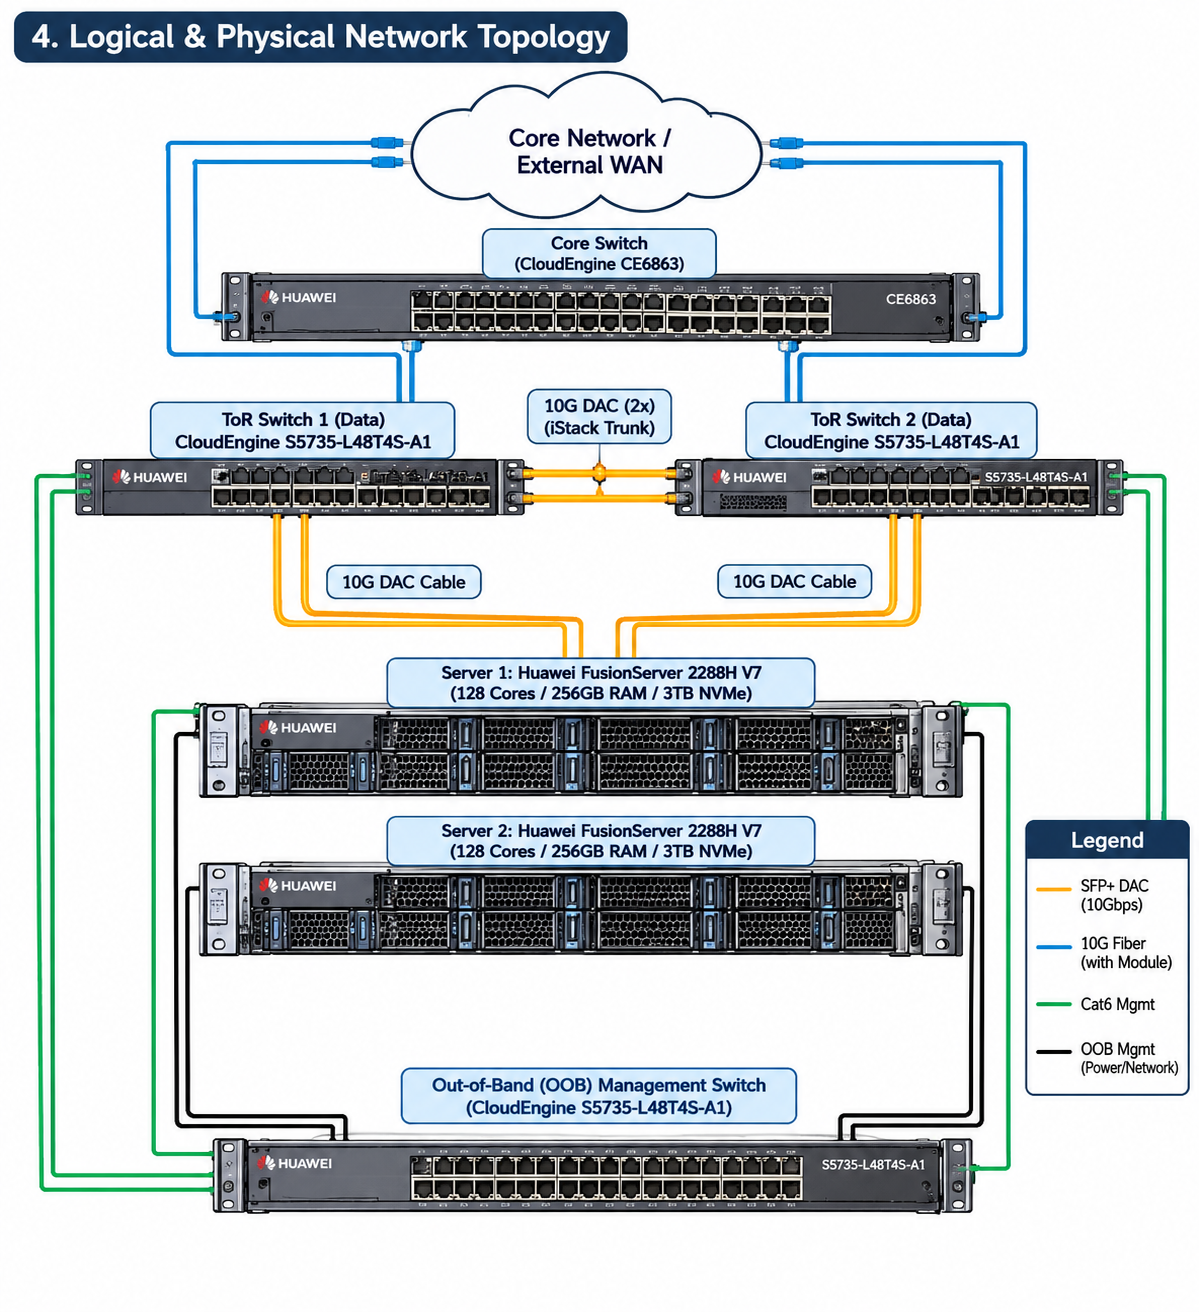 4. Logical & Physical Network Topology
Core Network /
External WAN
Core Switch
(CloudEngine CE6863)
HUAWEI
CE6863
10G DAC (2x)
(iStack Trunk)
ToR Switch 1 (Data)
CloudEngine S5735-L48T4S-A1
ToR Switch 2 (Data)
CloudEngine S5735-L48T4S-A1
HUAWEI
HUAWEI
S5735-L48T4S-A1
10G DAC Cable
10G DAC Cable
Server 1: Huawei FusionServer 2288H V7
(128 Cores / 256GB RAM / 3TB NVMe)
HUAWEI
Server 2: Huawei FusionServer 2288H V7
(128 Cores / 256GB RAM / 3TB NVMe)
HUAWEI
Legend
SFP+ DAC
(10Gbps)
10G Fiber
(with Module)
Cat6 Mgmt
OOB Mgmt
(Power/Network)
Out-of-Band (OOB) Management Switch
(CloudEngine S5735-L48T4S-A1)
HUAWEI
S5735-L48T4S-A1